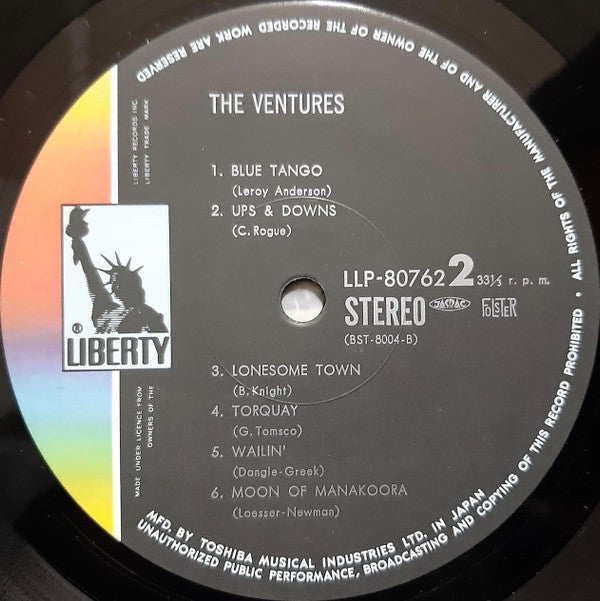 THE VENTURES
1. BLUE TANGO
(Leroy Anderson)
2. UPS & DOWNS
(C. Rogue)
LLP-80762 2 33⅓ r. p. m.
STEREO JASRAC FOLSTER
(BST-8004-B)
3. LONESOME TOWN
(B. Knight)
4. TORQUAY
(G. Tomsco)
5. WAILIN'
(Dangle-Greek)
6. MOON OF MANAKOORA
(Loesser-Newman)
® LIBERTY
LIBERTY RECORDS INC.
LIBERTY TRADE MARK
MADE UNDER LICENCE FROM
OWNERS OF THE
MFD. BY TOSHIBA MUSICAL INDUSTRIES LTD. IN JAPAN
ALL RIGHTS OF THE MANUFACTURER AND OF THE OWNER OF THE RECORDED WORK ARE RESERVED
UNAUTHORIZED PUBLIC PERFORMANCE, BROADCASTING AND COPYING OF THIS RECORD PROHIBITED •